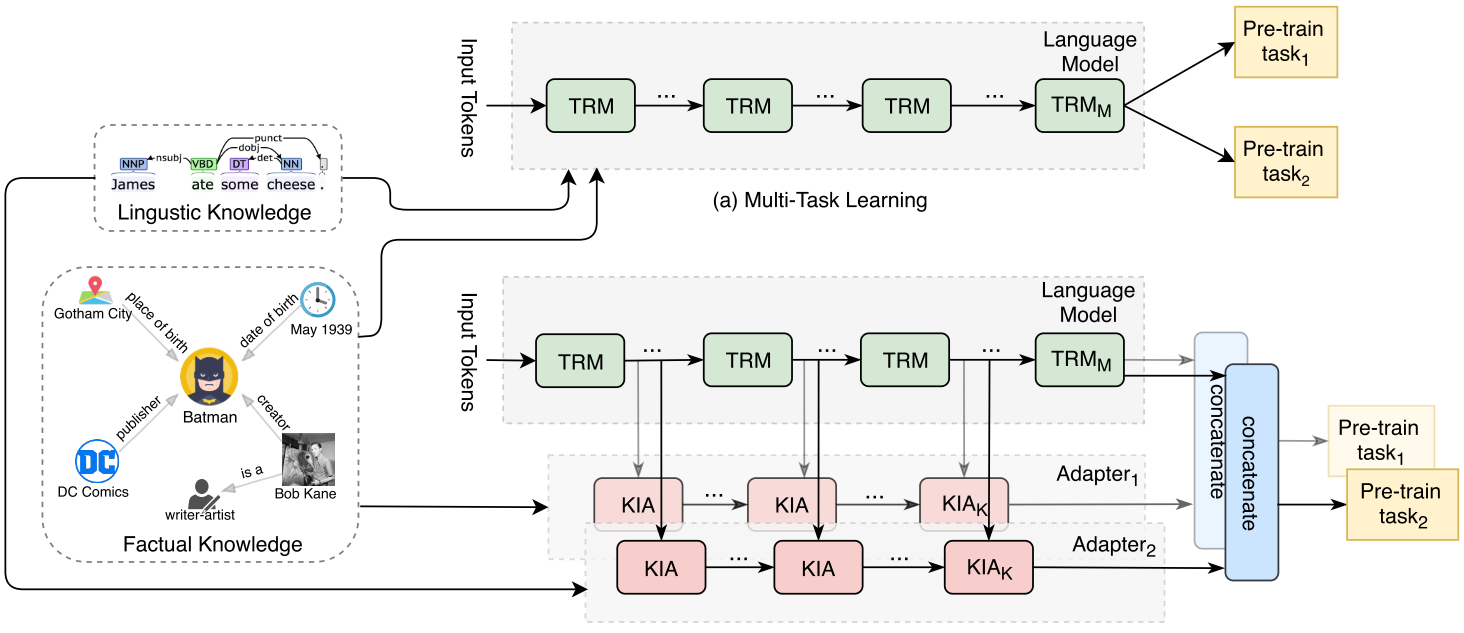 Input Tokens
Language
Model
TRM
...
TRM
...
TRM
...
TRM_M
Pre-train
task_1
Pre-train
task_2
(a) Multi-Task Learning
punct
dobj
nsubj
det
NNP
VBD
DT
NN
.
James ate some cheese .
Lingustic Knowledge
Gotham City
place of birth
date of birth
May 1939
Batman
publisher
creator
DC
DC Comics
is a
Bob Kane
writer-artist
Factual Knowledge
Input Tokens
Language
Model
TRM
...
TRM
...
TRM
...
TRM_M
concatenate
concatenate
Pre-train
task_1
Pre-train
task_2
Adapter_1
KIA
...
KIA
...
KIA_K
Adapter_2
KIA
...
KIA
...
KIA_K